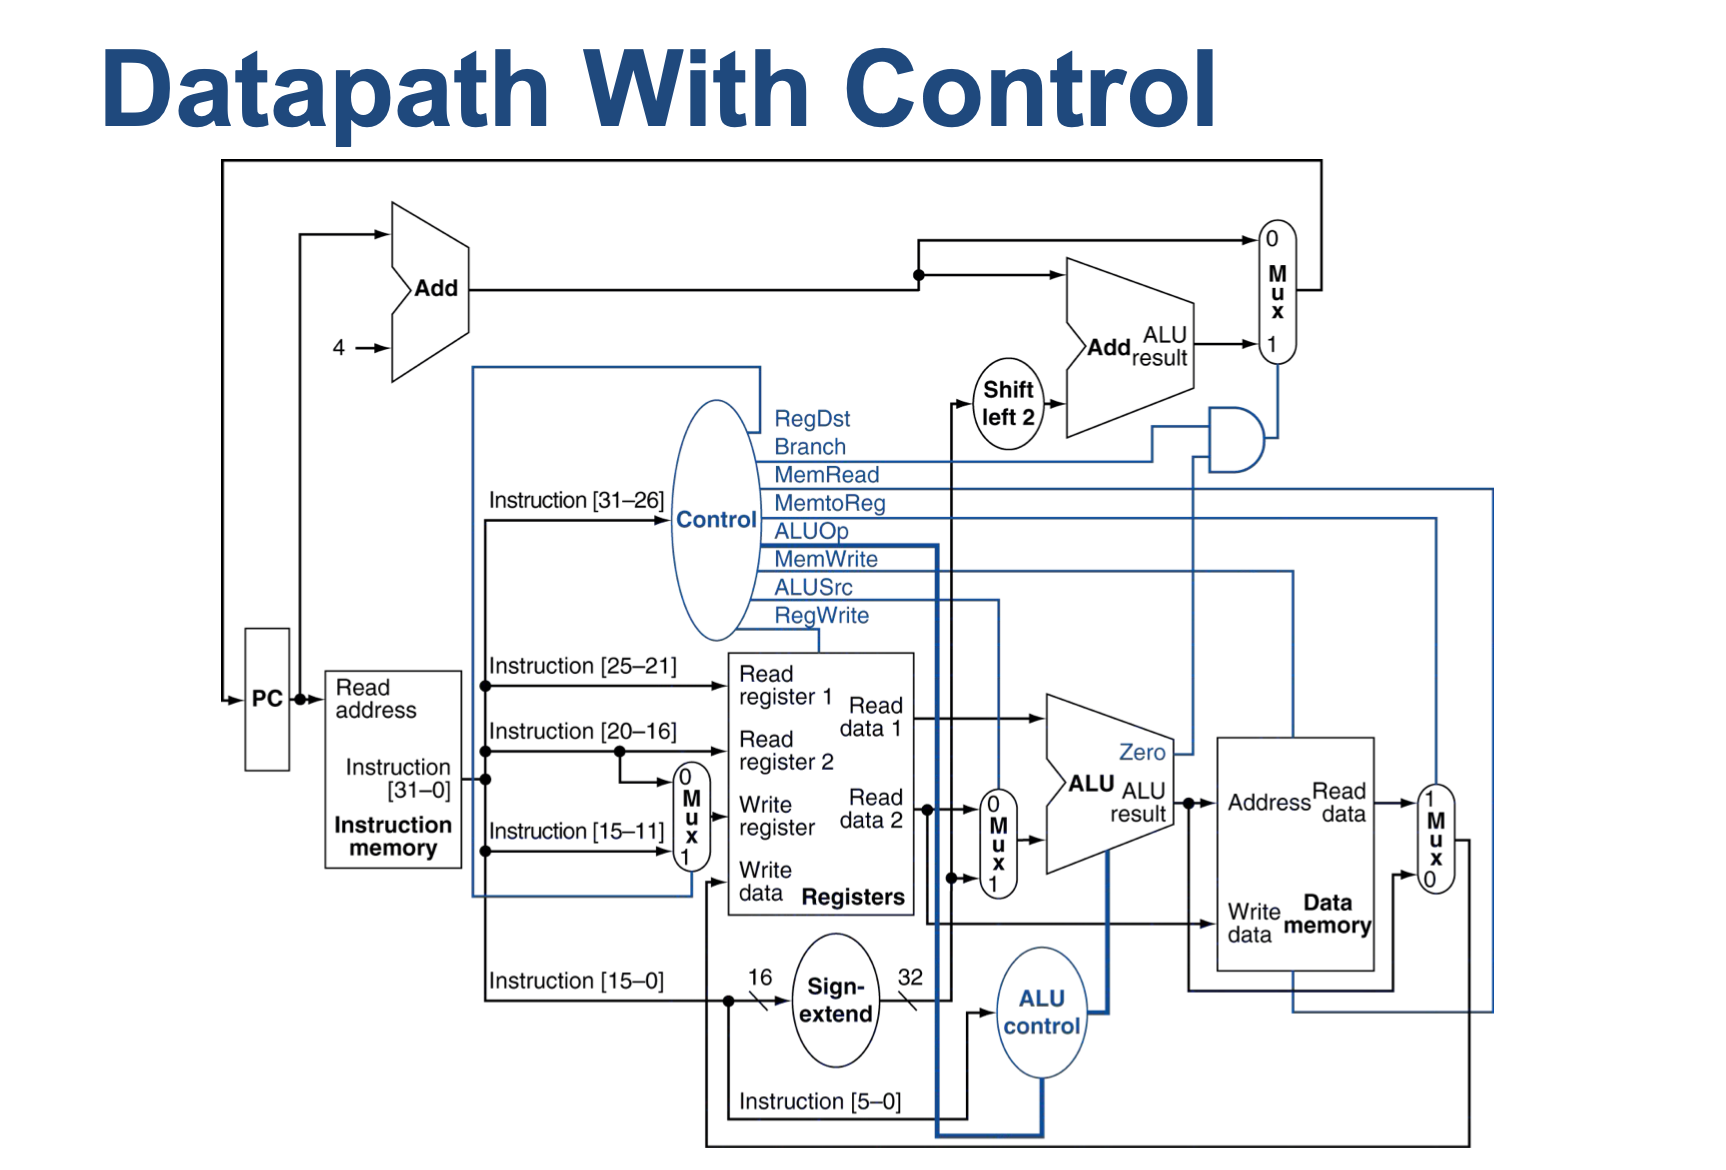 Datapath With Control
0
M
u
x
1
Add
4
Add
ALU
result
Shift
left 2
RegDst
Branch
MemRead
MemtoReg
ALUOp
MemWrite
ALUSrc
RegWrite
Control
Instruction [31–26]
PC
Read
address
Instruction
[31–0]
Instruction
memory
Instruction [25–21]
Instruction [20–16]
Instruction [15–11]
0
M
u
x
1
Read
register 1
Read
register 2
Write
register
Write
data
Read
data 1
Read
data 2
Registers
0
M
u
x
1
Zero
ALU
ALU
result
Address
Read
data
Write
data
Data
memory
1
M
u
x
0
Instruction [15–0]
16
Sign-
extend
32
ALU
control
Instruction [5–0]